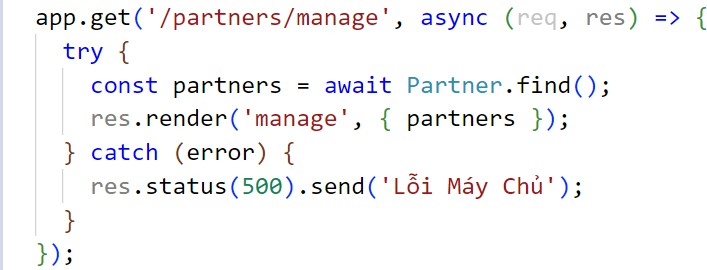 app.get('/partners/manage', async (req, res) => {
  try {
    const partners = await Partner.find();
    res.render('manage', { partners });
  } catch (error) {
    res.status(500).send('Lỗi Máy Chủ');
  }
});